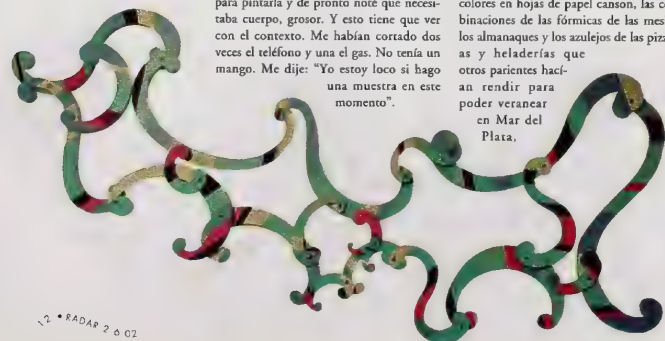 para pintarla y de pronto noté que necesi-
taba cuerpo, grosor. Y esto tiene que ver
con el contexto. Me habían cortado dos
veces el teléfono y una el gas. No tenía un
mango. Me dije: "Yo estoy loco si hago
una muestra en este
momento".
colores en hojas de papel canson, las co
binaciones de las fórmicas de las mes
los almanaques y los azulejos de las pizz
as y heladerías que
otros parientes hací-
an rendir para
poder veranear
en Mar del
Plata,
12 • RADAR 2 6 02